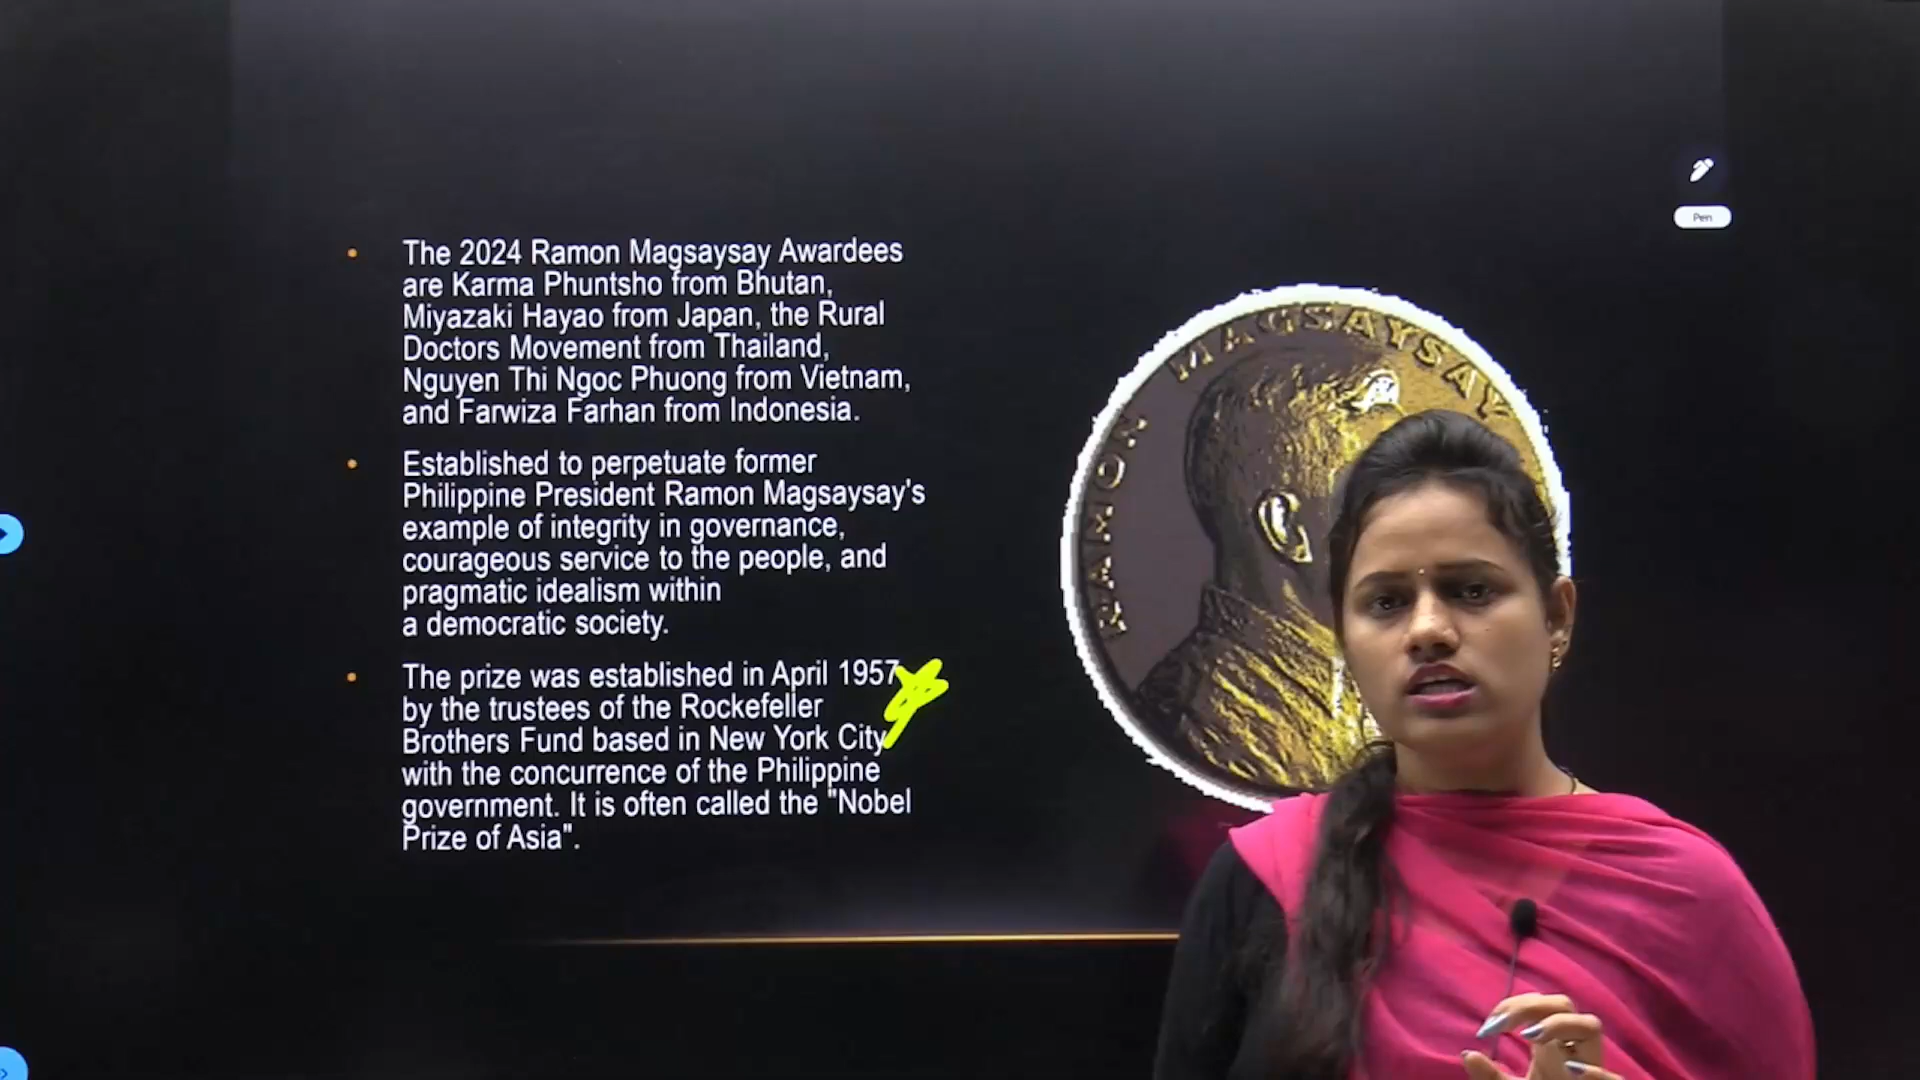 Pen
The 2024 Ramon Magsaysay Awardees
are Karma Phuntsho from Bhutan,
Miyazaki Hayao from Japan, the Rural
Doctors Movement from Thailand,
Nguyen Thi Ngoc Phuong from Vietnam,
and Farwiza Farhan from Indonesia.
Established to perpetuate former
Philippine President Ramon Magsaysay's
example of integrity in governance,
courageous service to the people, and
pragmatic idealism within
a democratic society.
The prize was established in April 1957
by the trustees of the Rockefeller
Brothers Fund based in New York City
with the concurrence of the Philippine
government. It is often called the "Nobel
Prize of Asia".
RAMON MAGSAYSAY